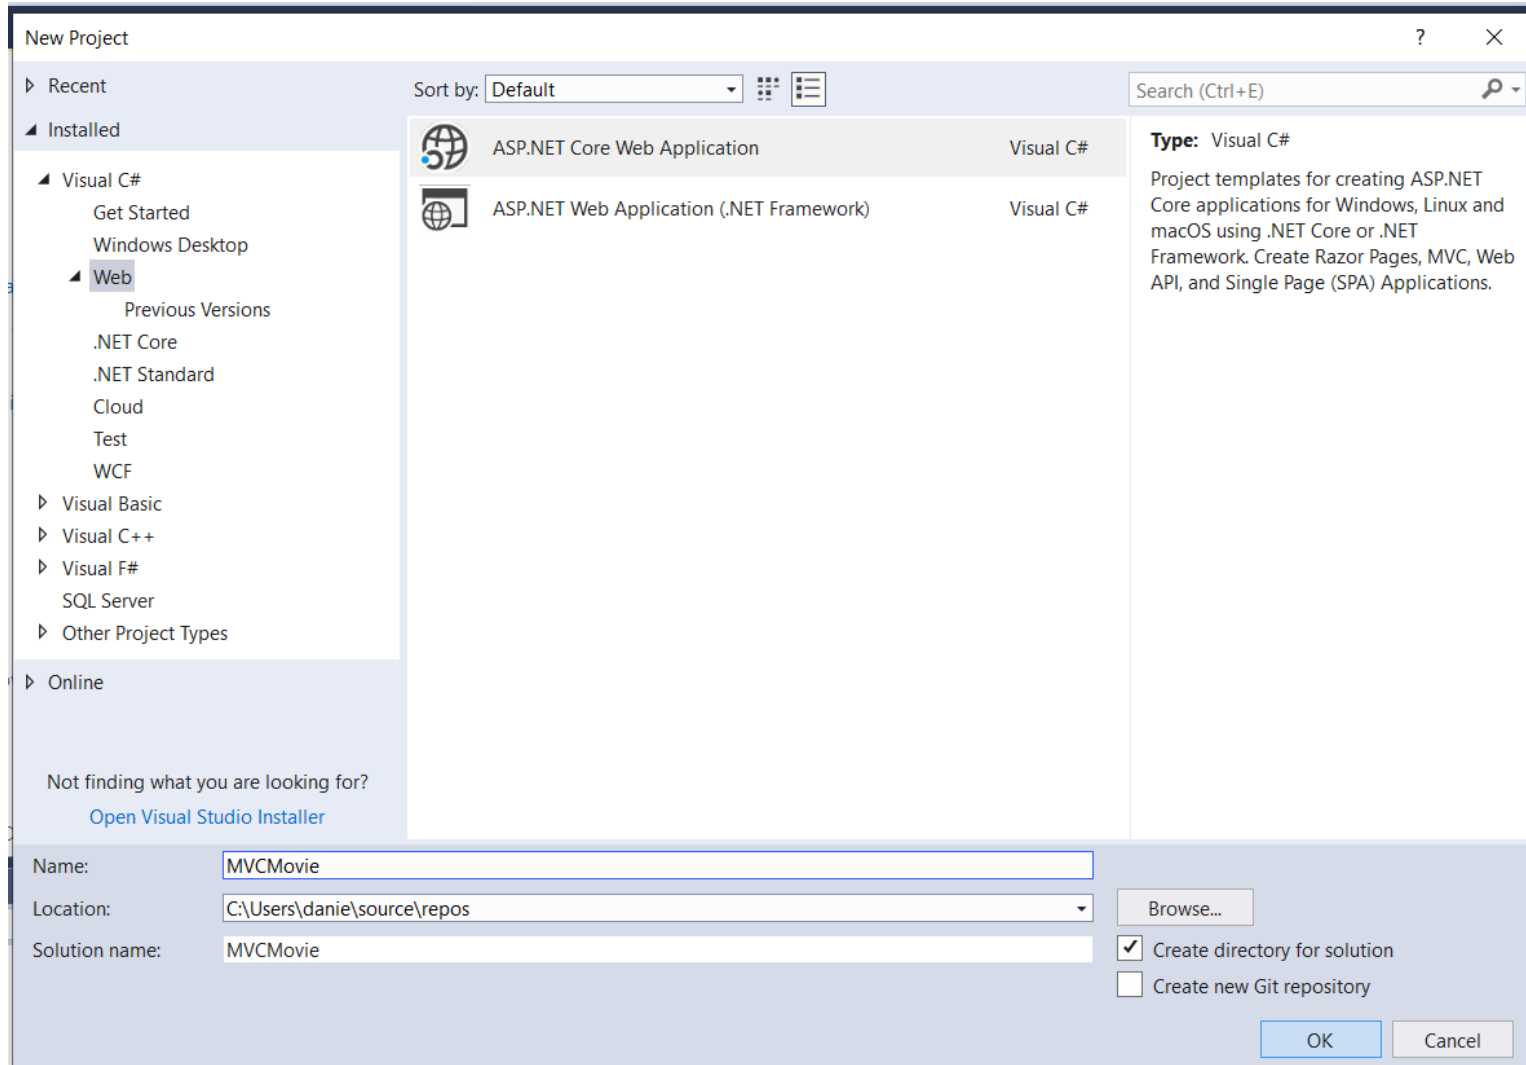 New Project
?
Recent
Installed
Visual C#
Get Started
Windows Desktop
Web
Previous Versions
.NET Core
.NET Standard
Cloud
Test
WCF
Visual Basic
Visual C++
Visual F#
SQL Server
Other Project Types
Online
Not finding what you are looking for?
Open Visual Studio Installer
Sort by: Default
ASP.NET Core Web Application Visual C#
ASP.NET Web Application (.NET Framework) Visual C#
Search (Ctrl+E)
Type: Visual C#
Project templates for creating ASP.NET
Core applications for Windows, Linux and
macOS using .NET Core or .NET
Framework. Create Razor Pages, MVC, Web
API, and Single Page (SPA) Applications.
Name: MVCMovie
Location: C:\Users\danie\source\repos
Browse...
Solution name: MVCMovie
Create directory for solution
Create new Git repository
OK
Cancel